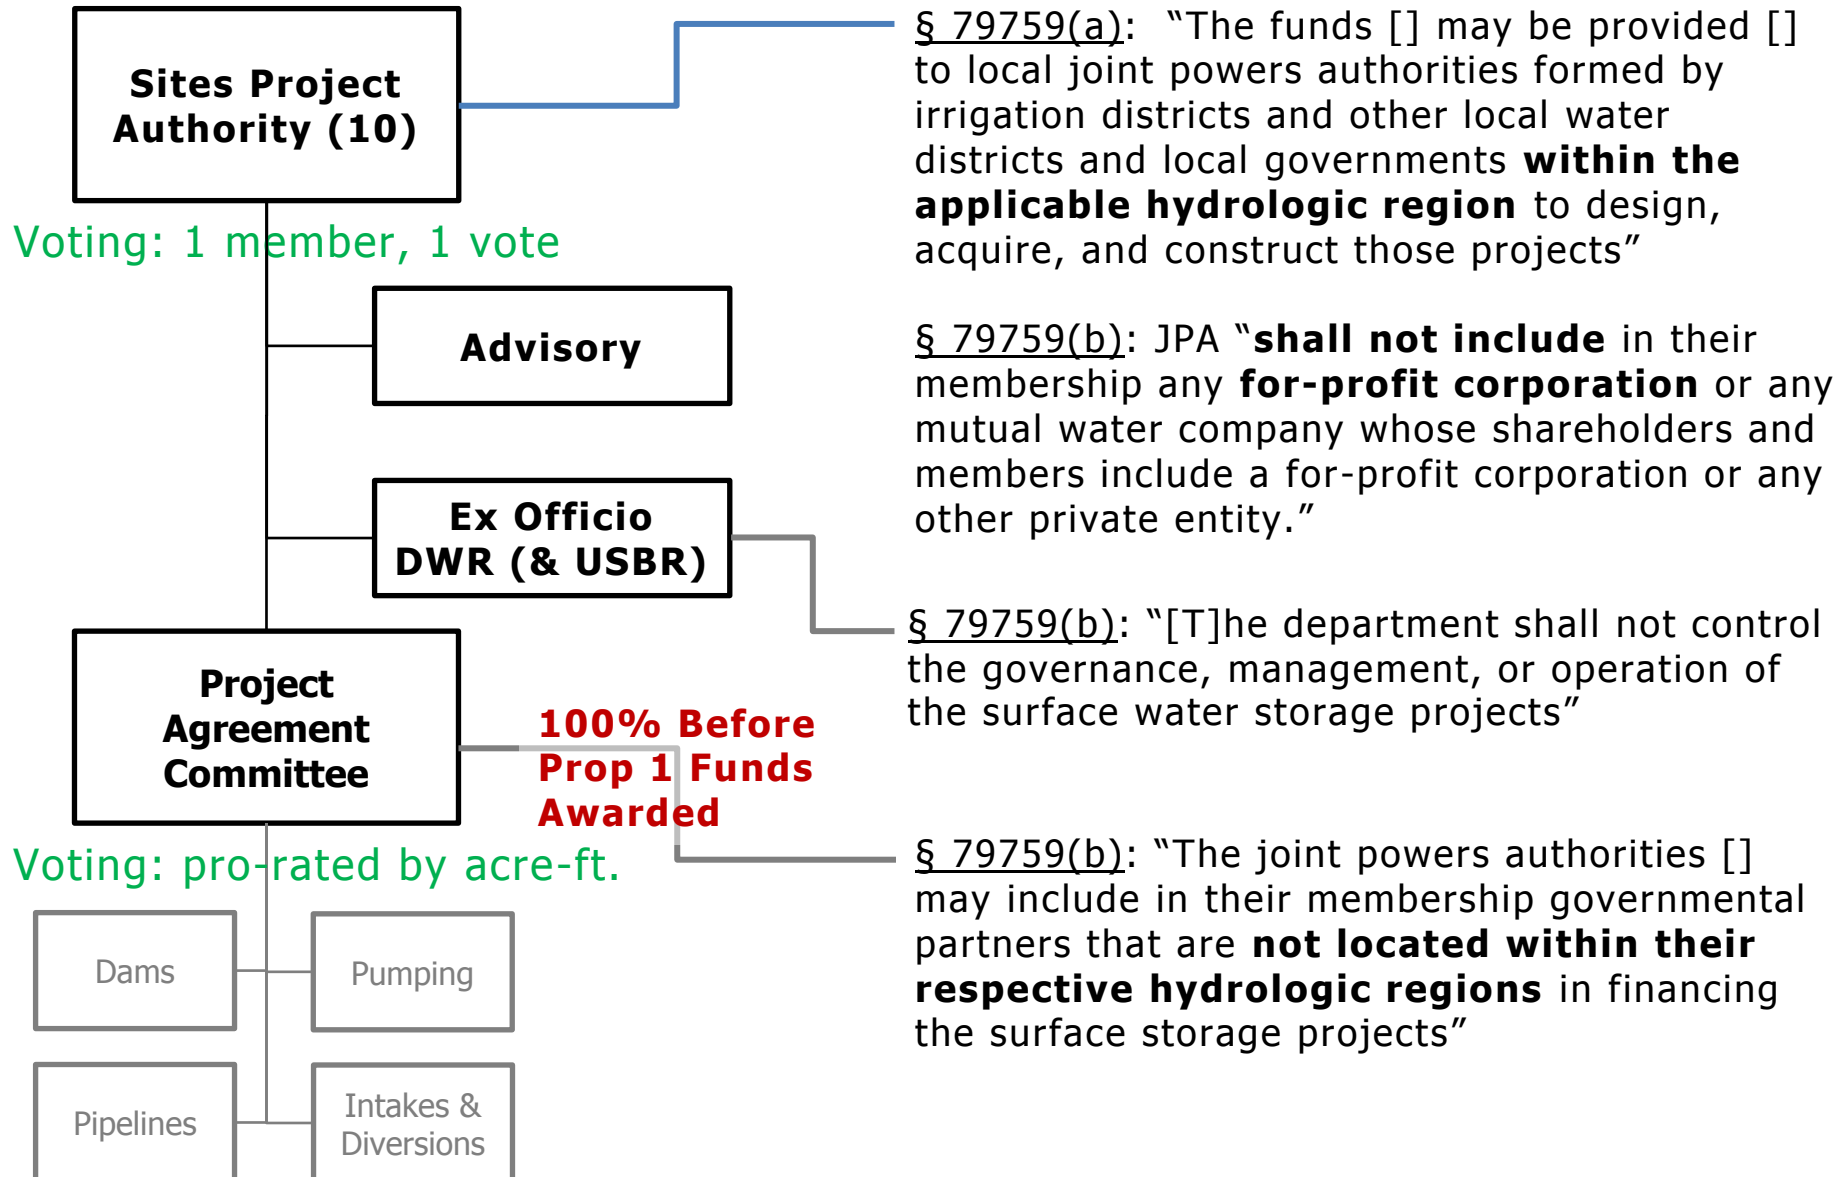 Sites Project
Authority (10)
Voting: 1 member, 1 vote
Advisory
Ex Officio
DWR (& USBR)
Project
Agreement
Committee
100% Before
Prop 1 Funds
Awarded
Voting: pro-rated by acre-ft.
Dams
Pumping
Pipelines
Intakes &
Diversions
§ 79759(a): “The funds [] may be provided []
to local joint powers authorities formed by
irrigation districts and other local water
districts and local governments within the
applicable hydrologic region to design,
acquire, and construct those projects”
§ 79759(b): JPA “shall not include in their
membership any for-profit corporation or any
mutual water company whose shareholders and
members include a for-profit corporation or any
other private entity.”
§ 79759(b): “[T]he department shall not control
the governance, management, or operation of
the surface water storage projects”
§ 79759(b): “The joint powers authorities []
may include in their membership governmental
partners that are not located within their
respective hydrologic regions in financing
the surface storage projects”